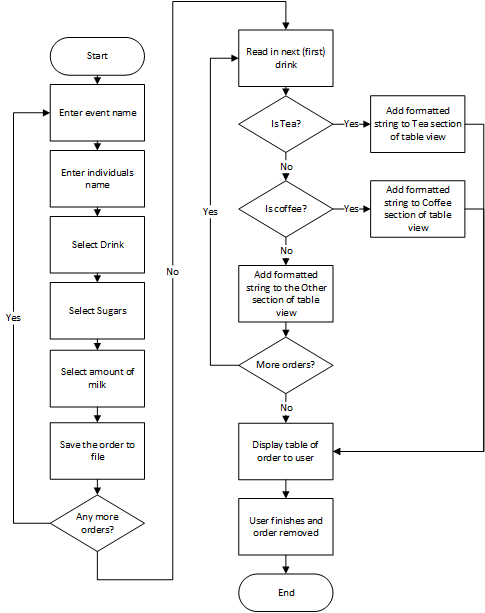 Start
Enter event name
Enter individuals
name
Select Drink
Select Sugars
Select amount of
milk
Save the order to
file
Any more
orders?
Yes
No
Read in next (first)
drink
Is Tea?
Yes
Add formatted
string to Tea section
of table view
No
Is coffee?
Yes
Add formatted
string to Coffee
section of table
view
No
Add formatted
string to the Other
section of table
view
More orders?
Yes
No
Display table of
order to user
User finishes and
order removed
End